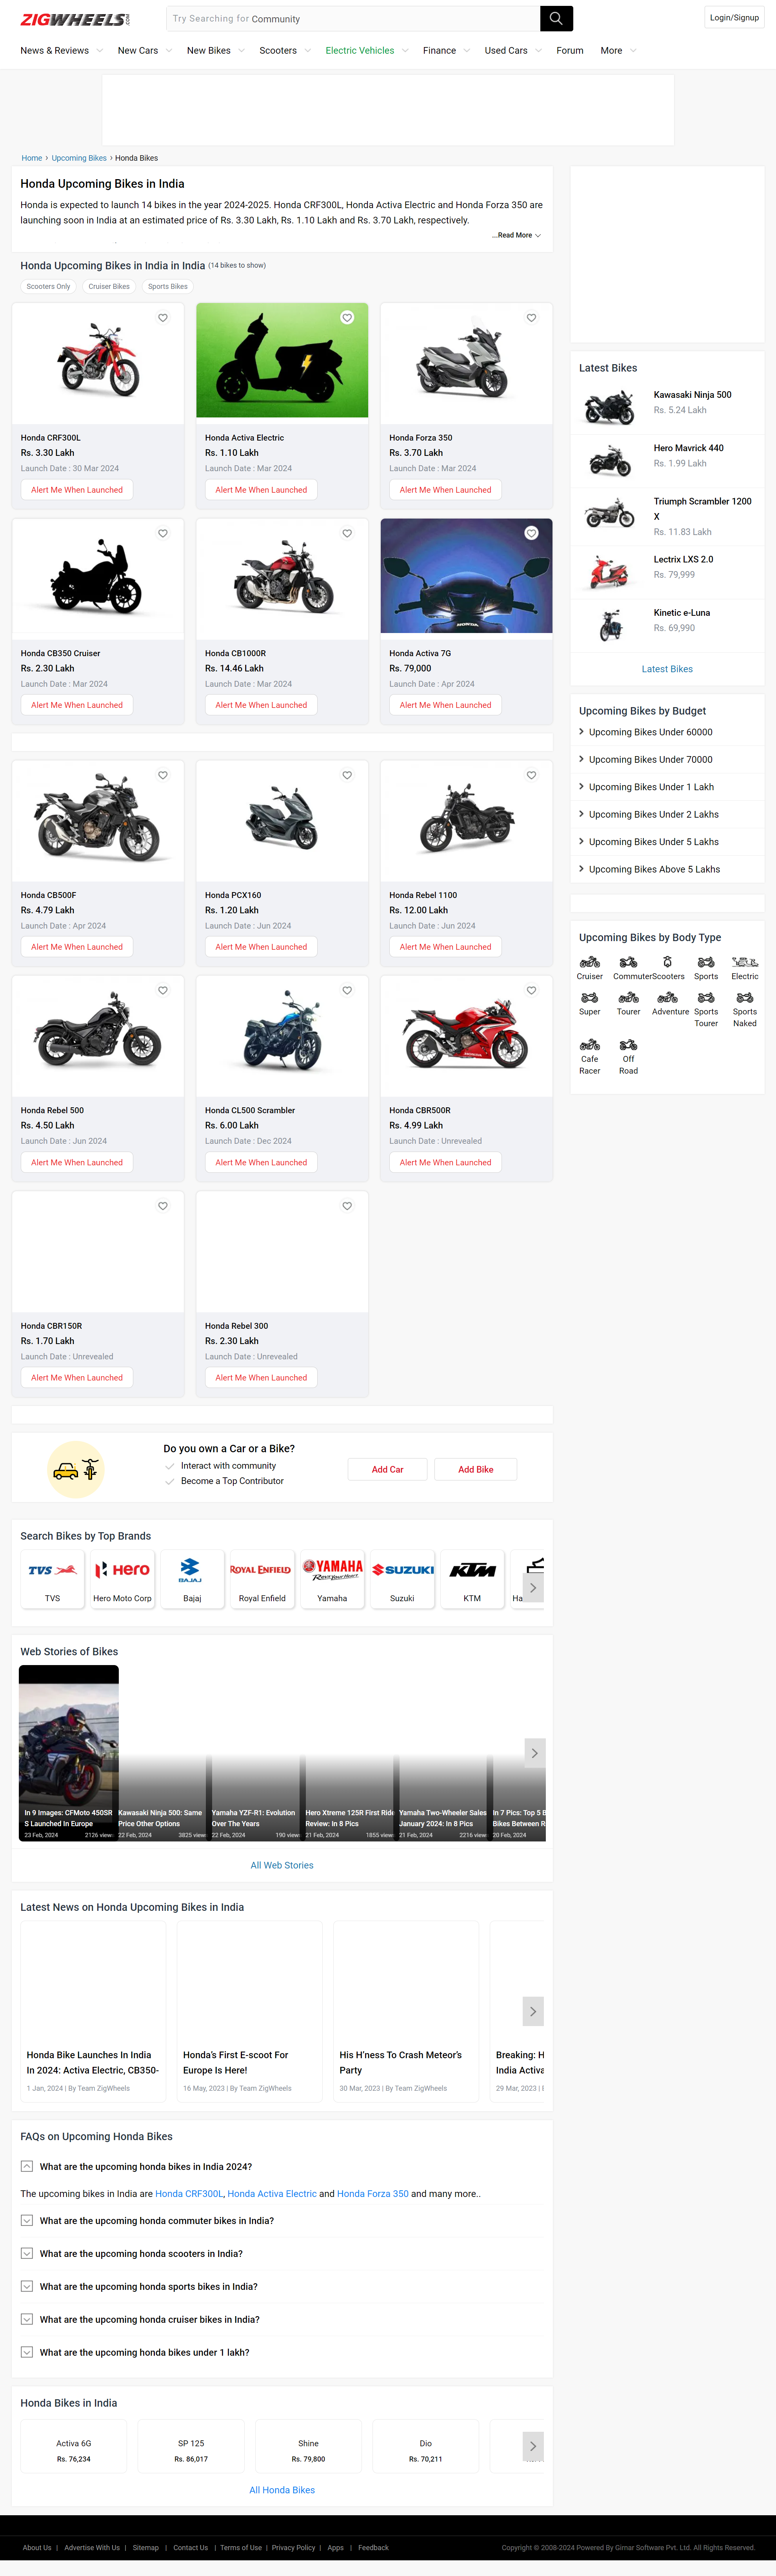 ZIGWHEELS.COM
Try Searching for Community
Login/Signup
News & Reviews
New Cars
New Bikes
Scooters
Electric Vehicles
Finance
Used Cars
Forum
More
Home › Upcoming Bikes › Honda Bikes
Honda Upcoming Bikes in India
Honda is expected to launch 14 bikes in the year 2024-2025. Honda CRF300L, Honda Activa Electric and Honda Forza 350 are
launching soon in India at an estimated price of Rs. 3.30 Lakh, Rs. 1.10 Lakh and Rs. 3.70 Lakh, respectively.
...Read More
Honda Upcoming Bikes in India in India (14 bikes to show)
Scooters Only
Cruiser Bikes
Sports Bikes
Honda CRF300L
Rs. 3.30 Lakh
Launch Date : 30 Mar 2024
Alert Me When Launched
Honda Activa Electric
Rs. 1.10 Lakh
Launch Date : Mar 2024
Alert Me When Launched
Honda Forza 350
Rs. 3.70 Lakh
Launch Date : Mar 2024
Alert Me When Launched
Honda CB350 Cruiser
Rs. 2.30 Lakh
Launch Date : Mar 2024
Alert Me When Launched
Honda CB1000R
Rs. 14.46 Lakh
Launch Date : Mar 2024
Alert Me When Launched
HONDA
Honda Activa 7G
Rs. 79,000
Launch Date : Apr 2024
Alert Me When Launched
Honda CB500F
Rs. 4.79 Lakh
Launch Date : Apr 2024
Alert Me When Launched
Honda PCX160
Rs. 1.20 Lakh
Launch Date : Jun 2024
Alert Me When Launched
Honda Rebel 1100
Rs. 12.00 Lakh
Launch Date : Jun 2024
Alert Me When Launched
Honda Rebel 500
Rs. 4.50 Lakh
Launch Date : Jun 2024
Alert Me When Launched
Honda CL500 Scrambler
Rs. 6.00 Lakh
Launch Date : Dec 2024
Alert Me When Launched
Honda CBR500R
Rs. 4.99 Lakh
Launch Date : Unrevealed
Alert Me When Launched
Honda CBR150R
Rs. 1.70 Lakh
Launch Date : Unrevealed
Alert Me When Launched
Honda Rebel 300
Rs. 2.30 Lakh
Launch Date : Unrevealed
Alert Me When Launched
Latest Bikes
Kawasaki Ninja 500
Rs. 5.24 Lakh
Hero Mavrick 440
Rs. 1.99 Lakh
Triumph Scrambler 1200
X
Rs. 11.83 Lakh
Lectrix LXS 2.0
Rs. 79,999
Kinetic e-Luna
Rs. 69,990
Latest Bikes
Upcoming Bikes by Budget
Upcoming Bikes Under 60000
Upcoming Bikes Under 70000
Upcoming Bikes Under 1 Lakh
Upcoming Bikes Under 2 Lakhs
Upcoming Bikes Under 5 Lakhs
Upcoming Bikes Above 5 Lakhs
Upcoming Bikes by Body Type
Cruiser
Commuter
Scooters
Sports
Electric
Super
Tourer
Adventure
Sports
Tourer
Sports
Naked
Cafe
Racer
Off
Road
Do you own a Car or a Bike?
Interact with community
Become a Top Contributor
Add Car
Add Bike
Search Bikes by Top Brands
TVS
TVS
Hero
Hero Moto Corp
BAJAJ
Bajaj
ROYAL ENFIELD
Royal Enfield
YAMAHA
Revs Your Heart
Yamaha
SUZUKI
Suzuki
KTM
KTM
Ha
Web Stories of Bikes
In 9 Images: CFMoto 450SR
S Launched In Europe
23 Feb, 2024 2126 view
Kawasaki Ninja 500: Same
Price Other Options
22 Feb, 2024 3825 view
Yamaha YZF-R1: Evolution
Over The Years
22 Feb, 2024 190 view
Hero Xtreme 125R First Ride
Review: In 8 Pics
21 Feb, 2024 1855 view
Yamaha Two-Wheeler Sales
January 2024: In 8 Pics
21 Feb, 2024 2216 view
In 7 Pics: Top 5 B
Bikes Between R
20 Feb, 2024
All Web Stories
Latest News on Honda Upcoming Bikes in India
Honda Bike Launches In India
In 2024: Activa Electric, CB350-
1 Jan, 2024 | By Team ZigWheels
Honda's First E-scoot For
Europe Is Here!
16 May, 2023 | By Team ZigWheels
His H'ness To Crash Meteor's
Party
30 Mar, 2023 | By Team ZigWheels
Breaking: H
India Activa
29 Mar, 2023 |
FAQs on Upcoming Honda Bikes
What are the upcoming honda bikes in India 2024?
The upcoming bikes in India are Honda CRF300L, Honda Activa Electric and Honda Forza 350 and many more..
What are the upcoming honda commuter bikes in India?
What are the upcoming honda scooters in India?
What are the upcoming honda sports bikes in India?
What are the upcoming honda cruiser bikes in India?
What are the upcoming honda bikes under 1 lakh?
Honda Bikes in India
Activa 6G
Rs. 76,234
SP 125
Rs. 86,017
Shine
Rs. 79,800
Dio
Rs. 70,211
All Honda Bikes
About Us | Advertise With Us | Sitemap | Contact Us | Terms of Use | Privacy Policy | Apps | Feedback
Copyright © 2008-2024 Powered By Girnar Software Pvt. Ltd. All Rights Reserved.